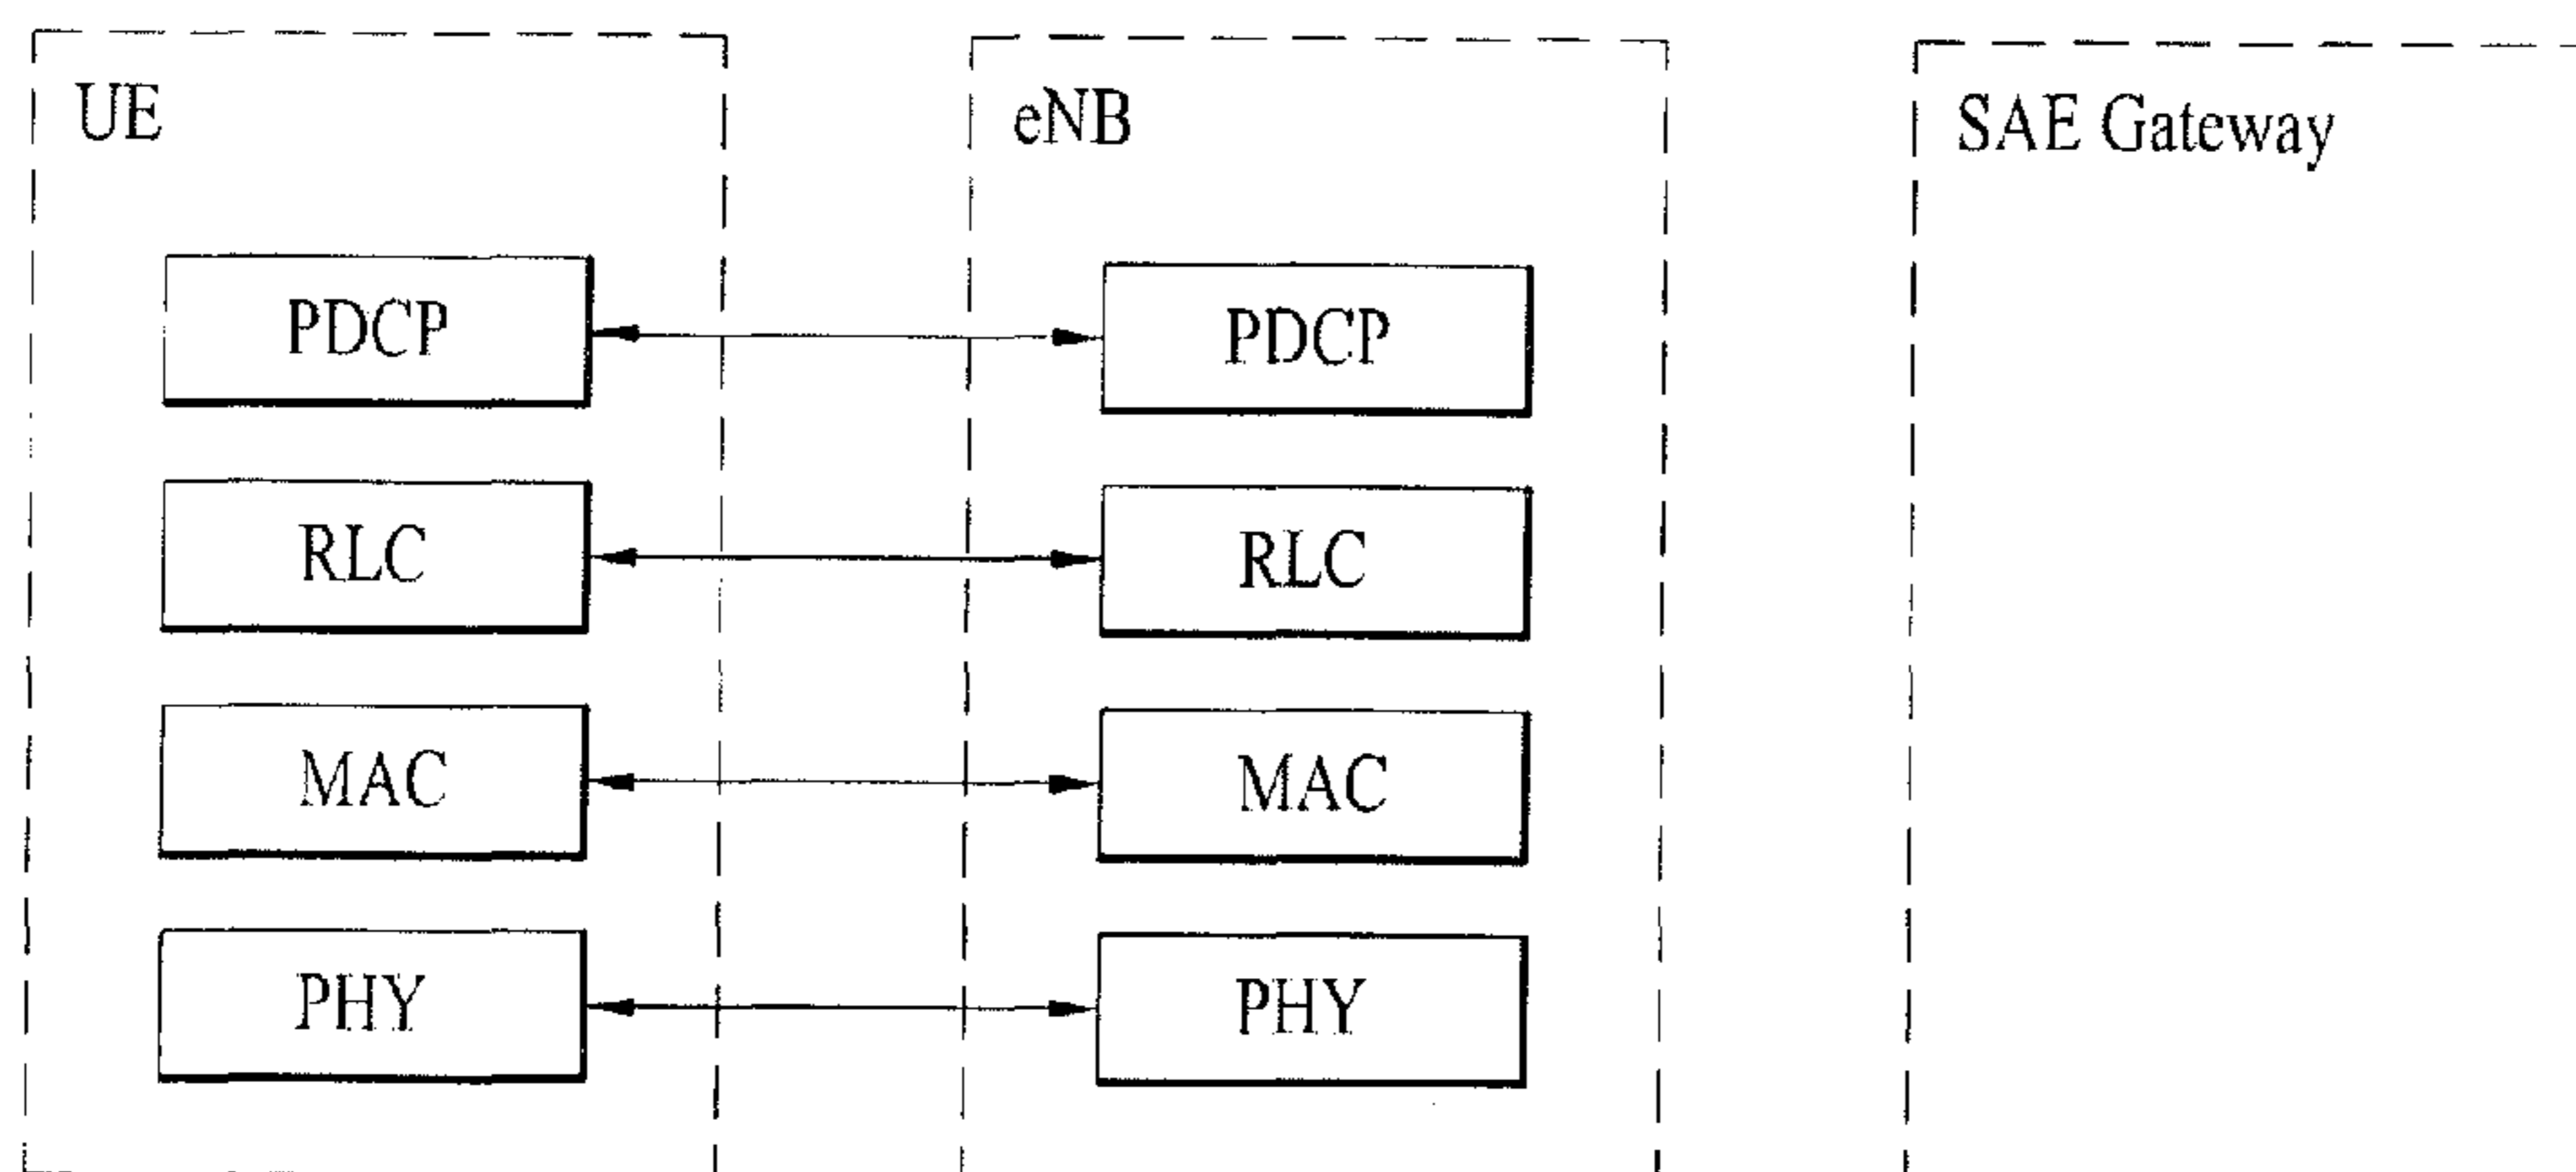 UE
eNB
SAE Gateway
PDCP
PDCP
RLC
RLC
MAC
MAC
PHY
PHY